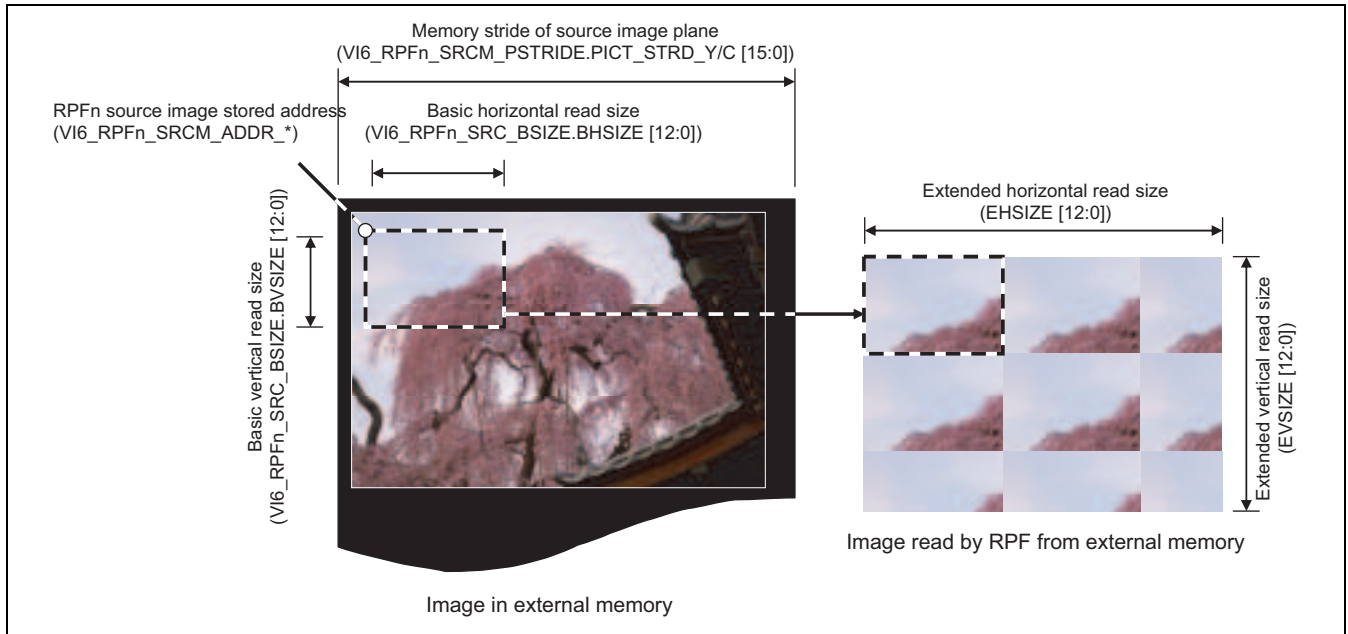 Memory stride of source image plane
(VI6_RPFn_SRCM_PSTRIDE.PICT_STRD_Y/C [15:0])
RPFn source image stored address
(VI6_RPFn_SRCM_ADDR_*)
Basic horizontal read size
(VI6_RPFn_SRC_BSIZE.BHSIZE [12:0])
Basic vertical read size
(VI6_RPFn_SRC_BSIZE.BVSIZE [12:0])
Extended horizontal read size
(EHSIZE [12:0])
Extended vertical read size
(EVSIZE [12:0])
Image read by RPF from external memory
Image in external memory